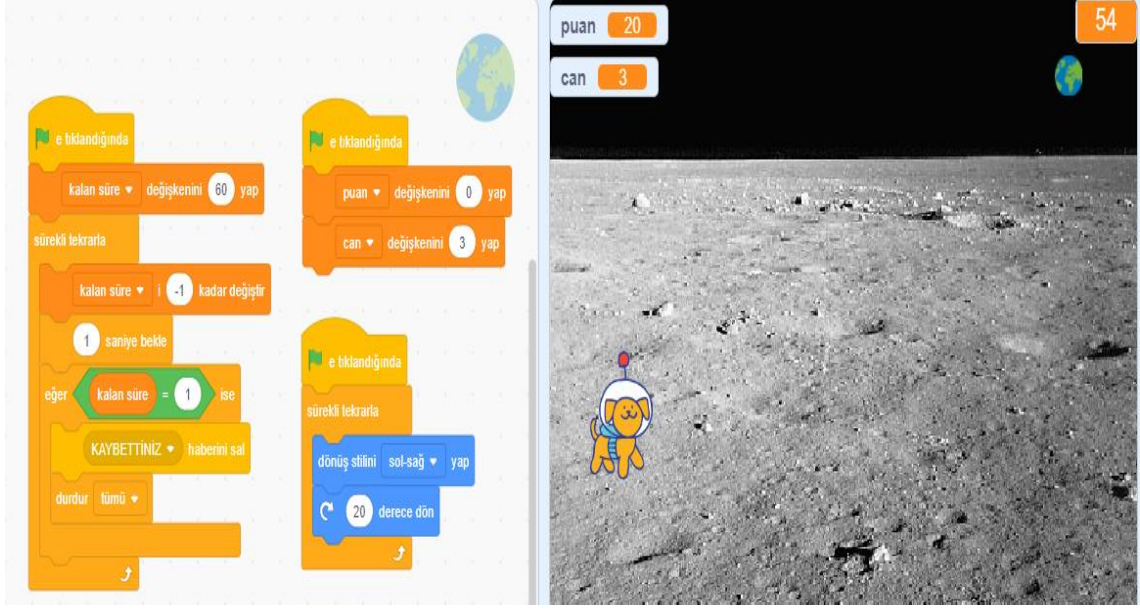 e tıklandığında
kalan süre değişkenini 60 yap
sürekli tekrarla
kalan süre i -1 kadar değiştir
1 saniye bekle
eğer kalan süre = 1 ise
KAYBETTİNİZ haberini sal
durdur tümü
e tıklandığında
puan değişkenini 0 yap
can değişkenini 3 yap
e tıklandığında
sürekli tekrarla
dönüş stilini sol-sağ yap
20 derece dön
puan 20
can 3
54